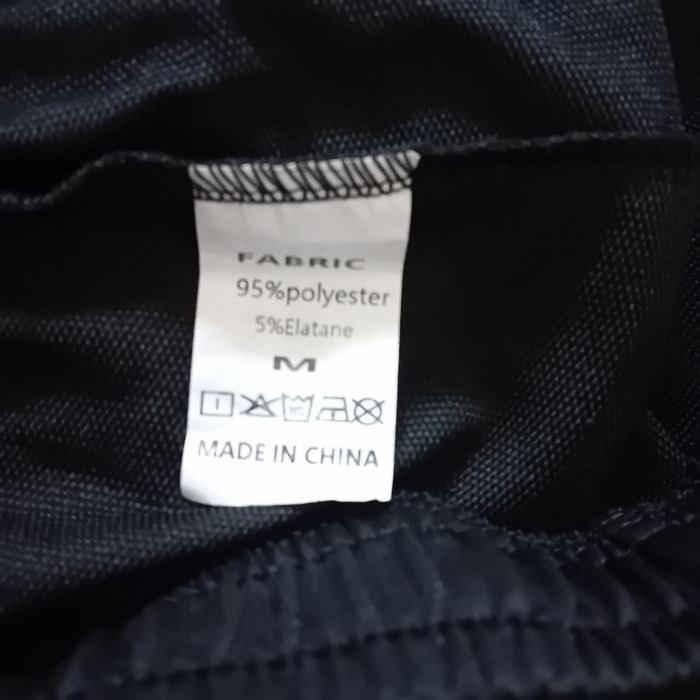 FABRIC
95%polyester
5%Elatane
M
MADE IN CHINA